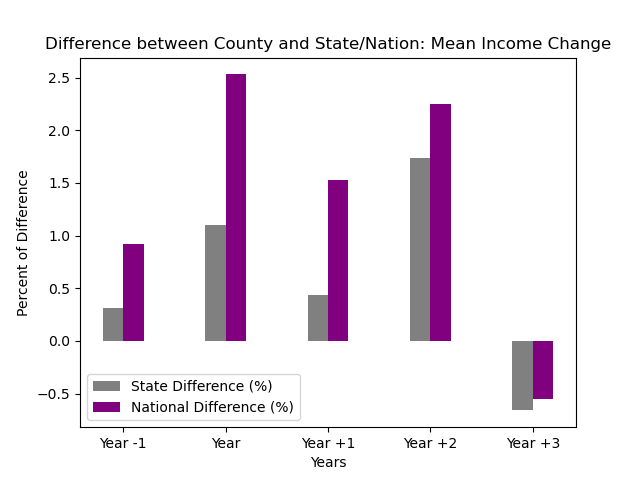 Difference between County and State/Nation: Mean Income Change
Percent of Difference
2.5
2.0
1.5
1.0
0.5
0.0
−0.5
State Difference (%)
National Difference (%)
Year -1 Year Year +1 Year +2 Year +3
Years